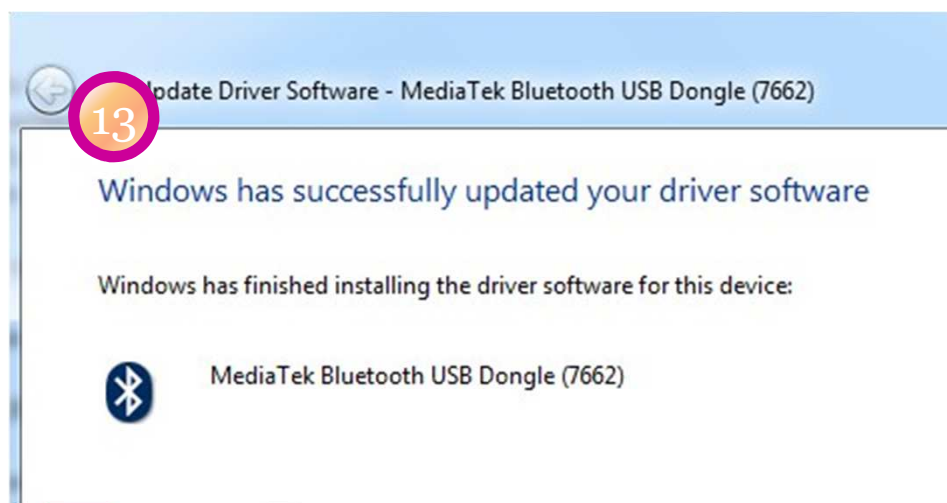 13
pdate Driver Software - MediaTek Bluetooth USB Dongle (7662)
Windows has successfully updated your driver software
Windows has finished installing the driver software for this device:
MediaTek Bluetooth USB Dongle (7662)